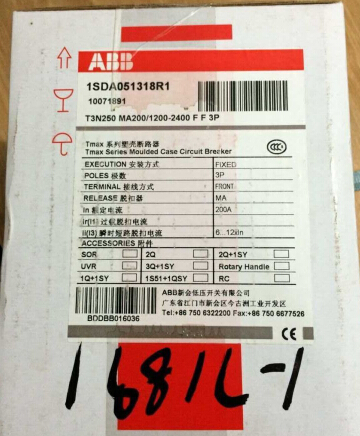 ABB
1SDA051318R1
10071891
T3N250 MA200/1200-2400 F F 3P
Tmax 系列塑壳断路器
Tmax Series Moulded Case Circuit Breaker
EXECUTION 安装方式 FIXED
POLES 极数 3P
TERMINAL 接线方式 FRONT
RELEASE 脱扣器 MA
In 额定电流 200A
Ir(I1) 过载脱扣电流
Ii(I3) 瞬时短路脱扣电流 6...12In
ACCESSORIES 附件
SOR 2Q 2Q+1SY
UVR 3Q+1SY Rotary Handle
1Q+1SY 1S51+1QSY RC
ABB新会低压开关有限公司
广东省江门市新会区今古洲工业开发区
Tel:+86 750 6322200 Fax:+86 750 6677526
BDDBB016036
CE
1681L-1